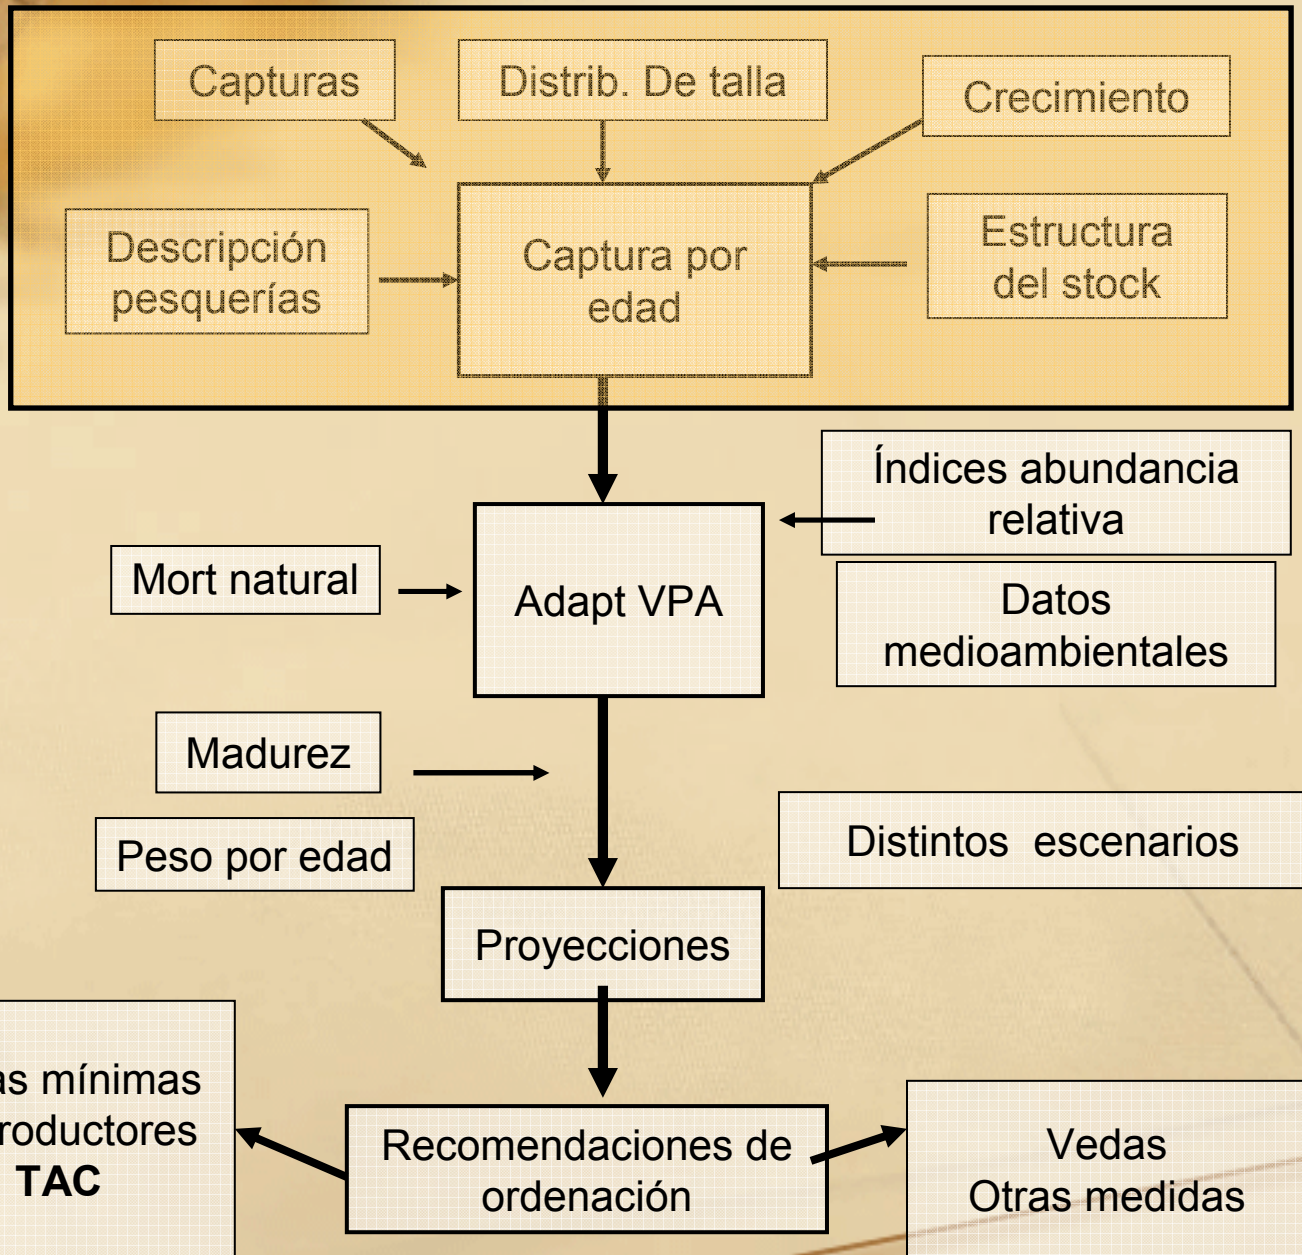 Capturas
Distrib. De talla
Crecimiento
Descripción
pesquerías
Captura por
edad
Estructura
del stock
Índices abundancia
relativa
Mort natural
Adapt VPA
Datos
medioambientales
Madurez
Peso por edad
Distintos escenarios
Proyecciones
mínimas
TAC
Recomendaciones de
ordenación
Vedas
Otras medidas